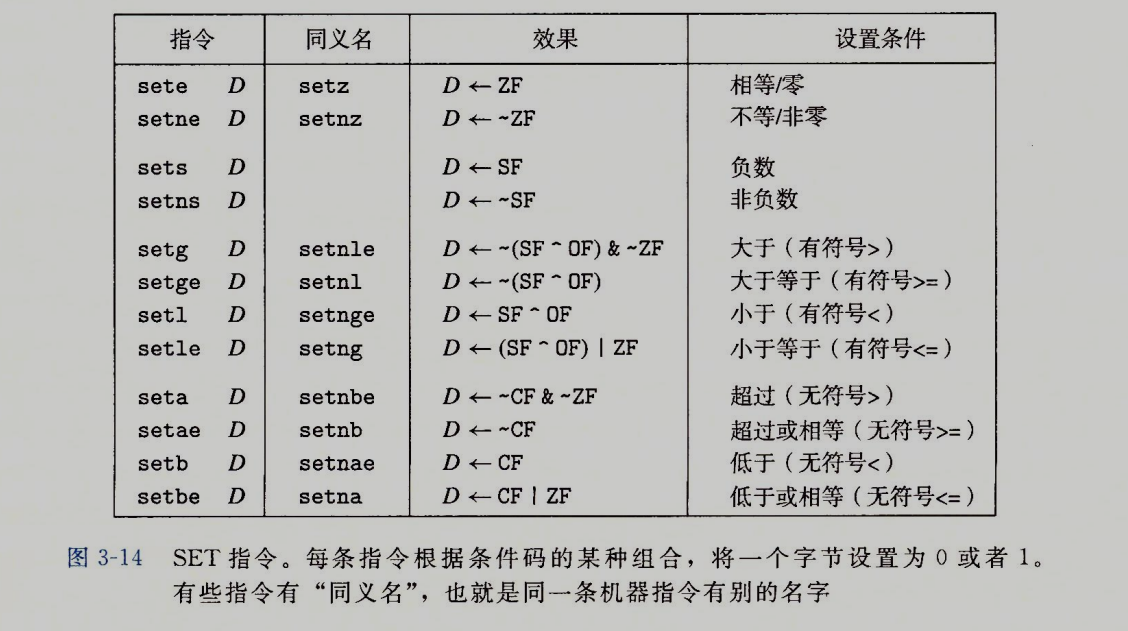 指令 同义名 效果 设置条件
sete D setz D ← ZF 相等/零
setne D setnz D ← ~ZF 不等/非零
sets D D ← SF 负数
setns D D ← ~SF 非负数
setg D setnle D ← ~(SF ^ OF) & ~ZF 大于（有符号>）
setge D setnl D ← ~(SF ^ OF) 大于等于（有符号>=）
setl D setnge D ← SF ^ OF 小于（有符号<）
setle D setng D ← (SF ^ OF) | ZF 小于等于（有符号<=）
seta D setnbe D ← ~CF & ~ZF 超过（无符号>）
setae D setnb D ← ~CF 超过或相等（无符号>=）
setb D setnae D ← CF 低于（无符号<）
setbe D setna D ← CF | ZF 低于或相等（无符号<=）
图 3-14 SET 指令。每条指令根据条件码的某种组合，将一个字节设置为 0 或者 1。
有些指令有“同义名”，也就是同一条机器指令有别的名字